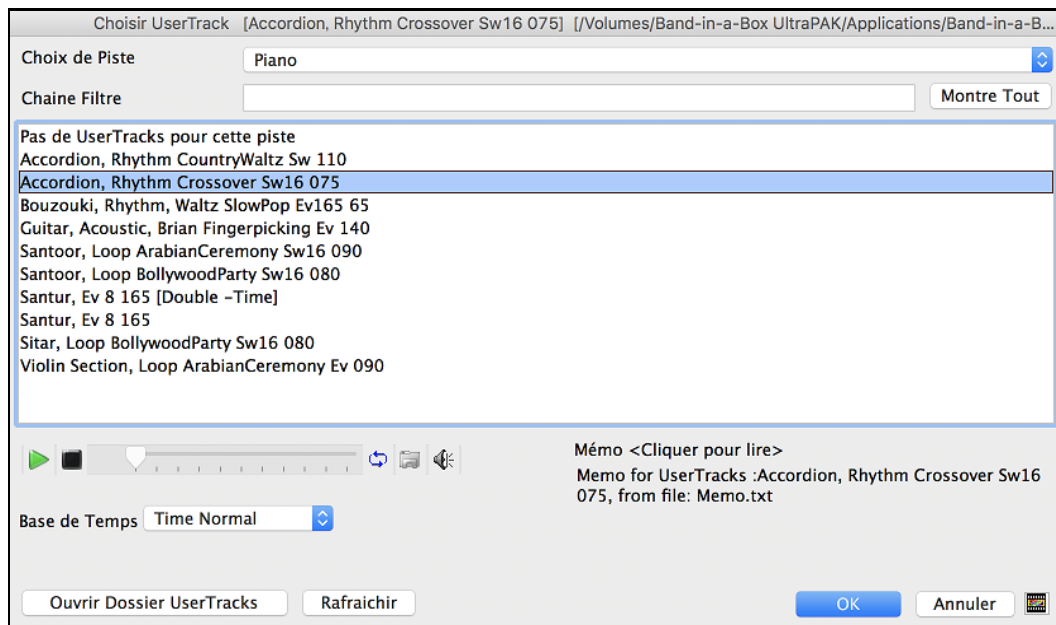 Choisir UserTrack [Accordion, Rhythm Crossover Sw16 075] [/Volumes/Band-in-a-Box UltraPAK/Applications/Band-in-a-B...
Choix de Piste
Piano
Chaine Filtre
Montre Tout
Pas de UserTracks pour cette piste
Accordion, Rhythm CountryWaltz Sw 110
Accordion, Rhythm Crossover Sw16 075
Bouzouki, Rhythm, Waltz SlowPop Ev165 65
Guitar, Acoustic, Brian Fingerpicking Ev 140
Santoor, Loop ArabianCeremony Sw16 090
Santoor, Loop BollywoodParty Sw16 080
Santur, Ev 8 165 [Double -Time]
Santur, Ev 8 165
Sitar, Loop BollywoodParty Sw16 080
Violin Section, Loop ArabianCeremony Ev 090
Mémo <Cliquer pour lire>
Memo for UserTracks :Accordion, Rhythm Crossover Sw16
075, from file: Memo.txt
Base de Temps
Time Normal
Ouvrir Dossier UserTracks
Rafraichir
OK
Annuler